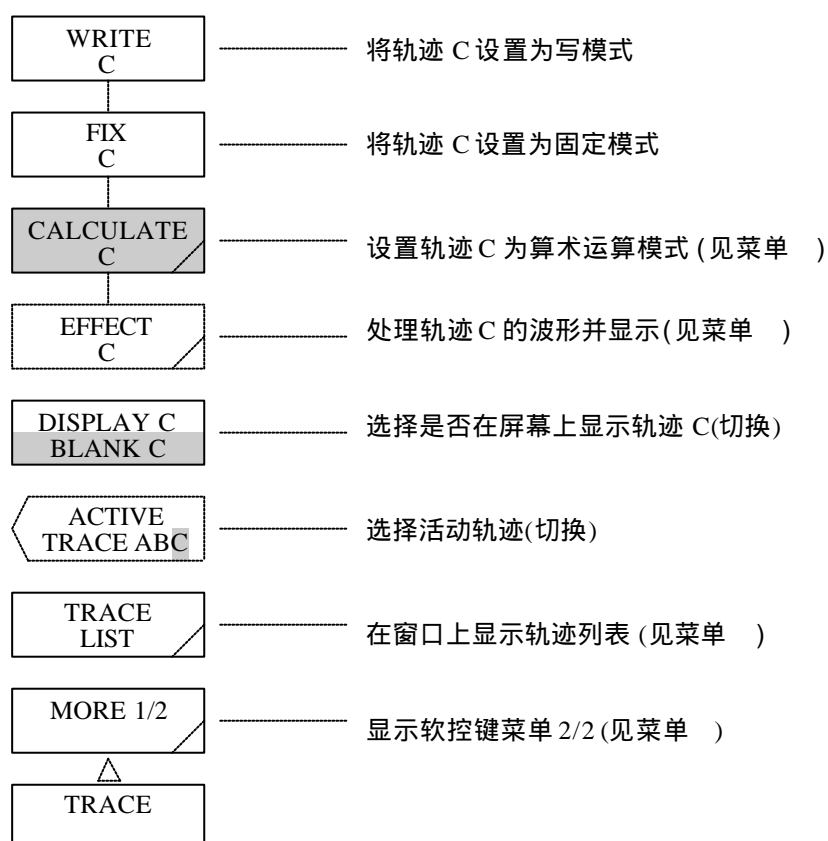 WRITE
C
将轨迹 C 设置为写模式
FIX
C
将轨迹 C 设置为固定模式
CALCULATE
C
设置轨迹 C 为算术运算模式 (见菜单 )
EFFECT
C
处理轨迹 C 的波形并显示(见菜单 )
DISPLAY C
BLANK C
选择是否在屏幕上显示轨迹 C(切换)
ACTIVE
TRACE ABC
选择活动轨迹(切换)
TRACE
LIST
在窗口上显示轨迹列表 (见菜单 )
MORE 1/2
显示软控键菜单 2/2 (见菜单 )
TRACE